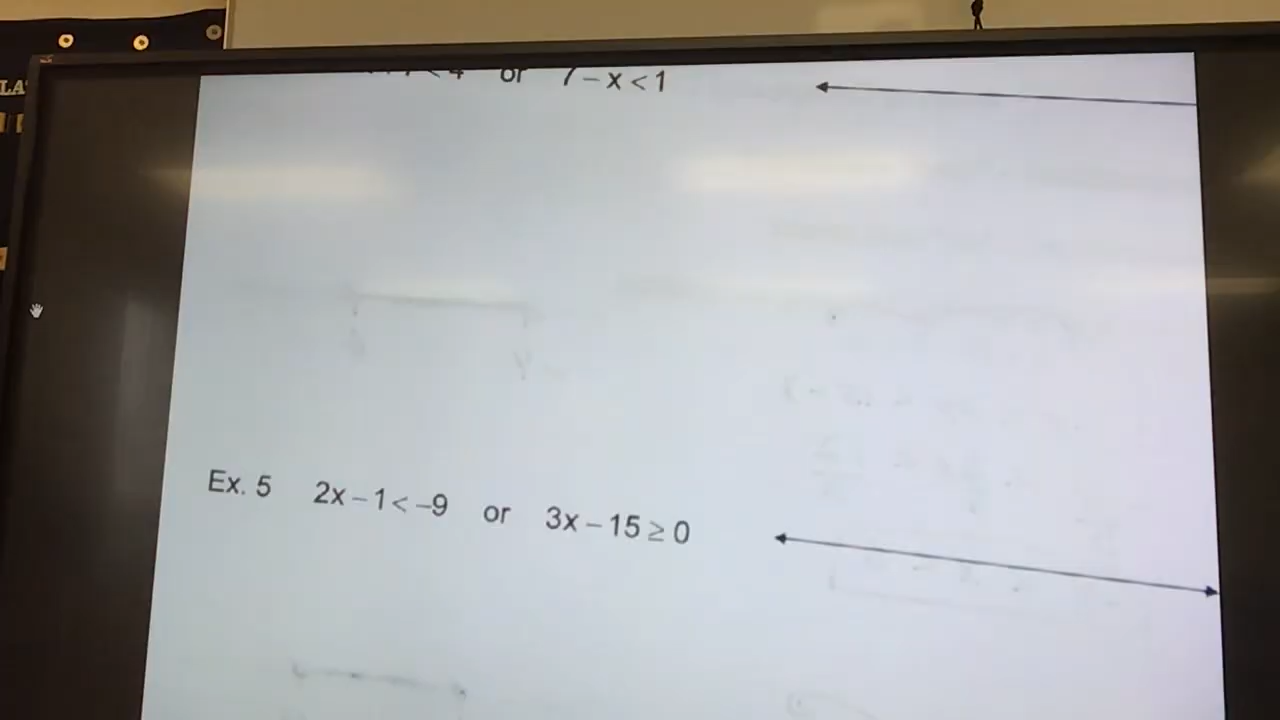 or 7 – x < 1
Ex. 5 2x – 1 < –9 or 3x – 15 ≥ 0